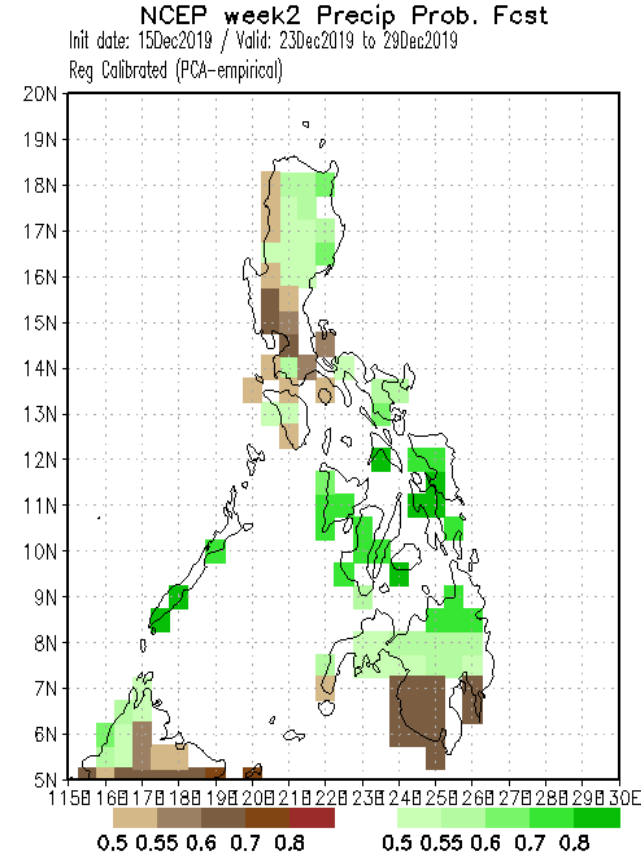 NCEP week2 Precip Prob. Fcst
Init date: 15Dec2019 / Valid: 23Dec2019 to 29Dec2019
Reg Calibrated (PCA-empirical)
20N
19N
18N
17N
16N
15N
14N
13N
12N
11N
10N
9N
8N
7N
6N
5N
115E 116E 117E 118E 119E 120E 121E 122E 123E 124E 125E 126E 127E 128E 129E 130E
0.5 0.55 0.6 0.7 0.8 0.5 0.55 0.6 0.7 0.8